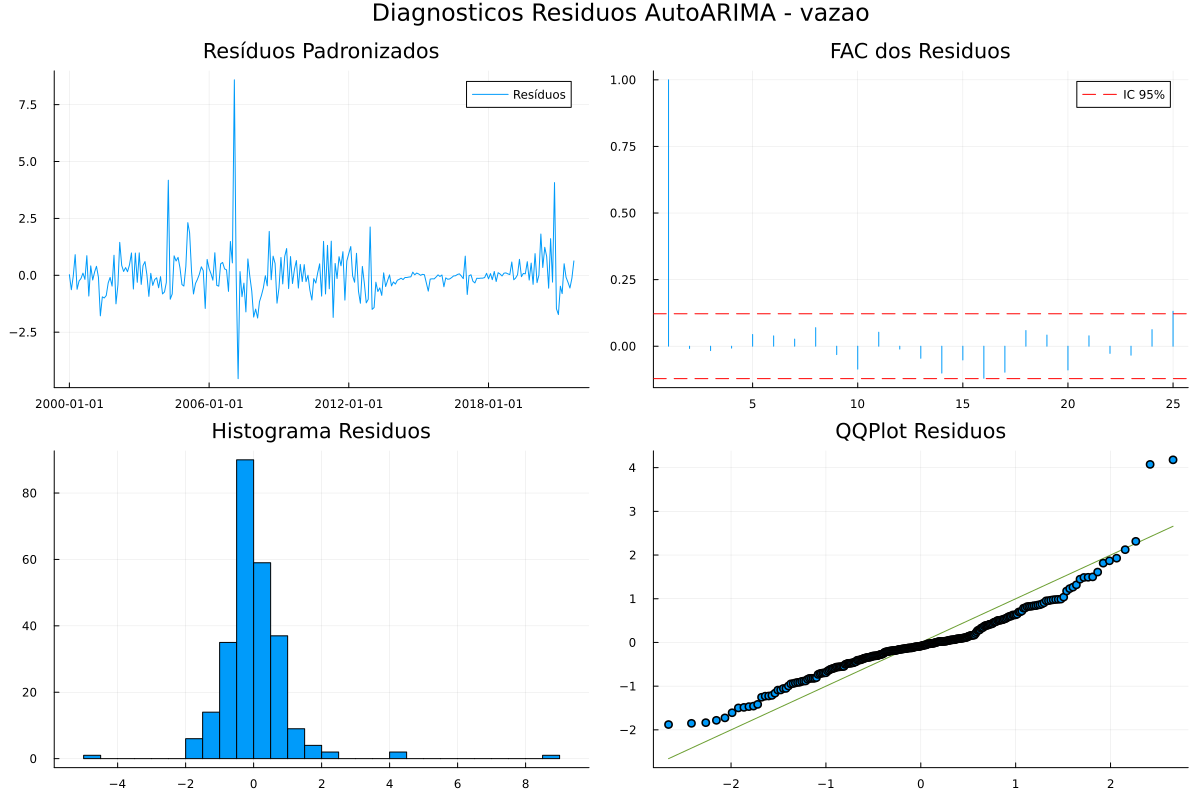 Diagnosticos Residuos AutoARIMA - vazao
Resíduos Padronizados
Resíduos
7.5
5.0
2.5
0.0
−2.5
2000-01-01 2006-01-01 2012-01-01 2018-01-01
FAC dos Residuos
IC 95%
1.00
0.75
0.50
0.25
0.00
5 10 15 20 25
Histograma Residuos
80
60
40
20
0
−4 −2 0 2 4 6 8
QQPlot Residuos
4
3
2
1
0
−1
−2
−2 −1 0 1 2